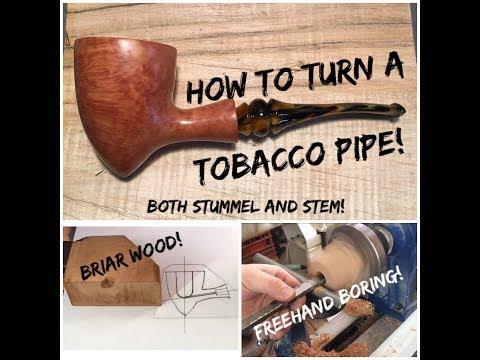 HOW TO TURN A
TOBACCO PIPE!
BOTH STUMMEL AND STEM!
BRIAR WOOD!
FREEHAND BORING!